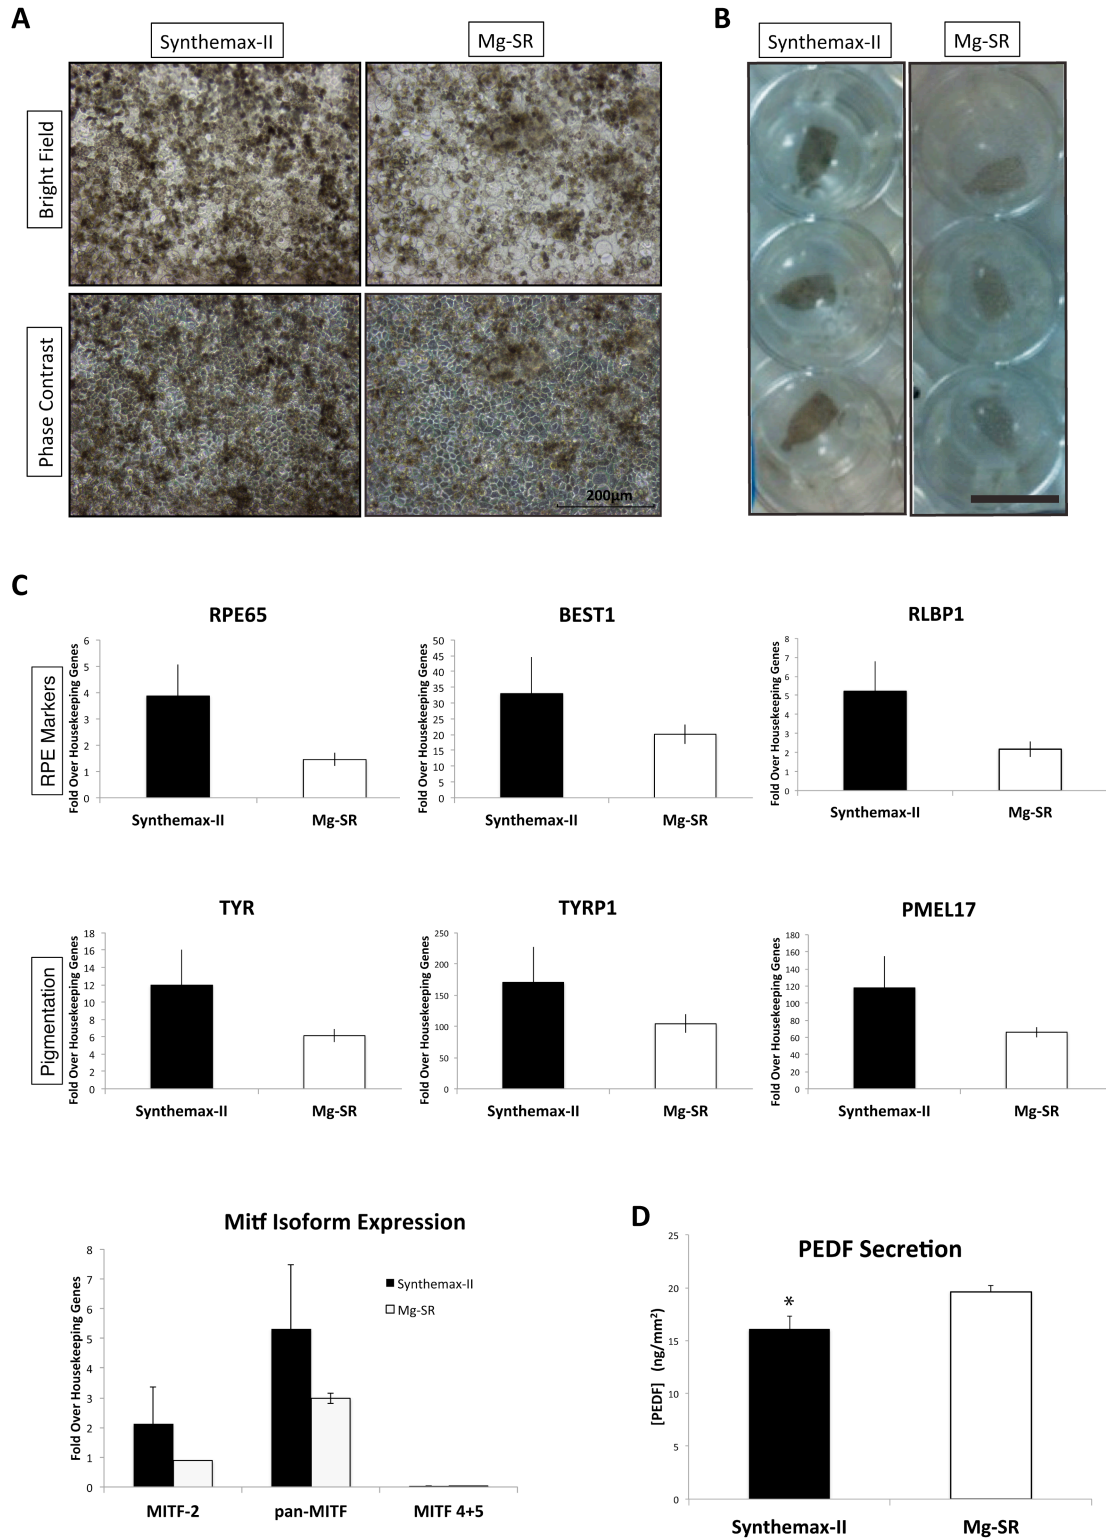 A
Synthemax-II
Mg-SR
Bright Field
Phase Contrast
200µm
B
Synthemax-II
Mg-SR
C
RPE Markers
RPE65
Fold Over Housekeeping Genes
6
5
4
3
2
1
0
Synthemax-II
Mg-SR
BEST1
Fold Over Housekeeping Genes
50
45
40
35
30
25
20
15
10
5
0
Synthemax-II
Mg-SR
RLBP1
Fold Over Housekeeping Genes
8
7
6
5
4
3
2
1
0
Synthemax-II
Mg-SR
Pigmentation
TYR
Fold Over Housekeeping Genes
18
16
14
12
10
8
6
4
2
0
Synthemax-II
Mg-SR
TYRP1
Fold Over Housekeeping Genes
250
200
150
100
50
0
Synthemax-II
Mg-SR
PMEL17
Fold Over Housekeeping Genes
180
160
140
120
100
80
60
40
20
0
Synthemax-II
Mg-SR
Mitf Isoform Expression
Fold Over Housekeeping Genes
8
7
6
5
4
3
2
1
0
Synthemax-II
Mg-SR
MITF-2
pan-MITF
MITF 4+5
D
PEDF Secretion
[PEDF] (ng/mm²)
25
20
15
10
5
0
*
Synthemax-II
Mg-SR